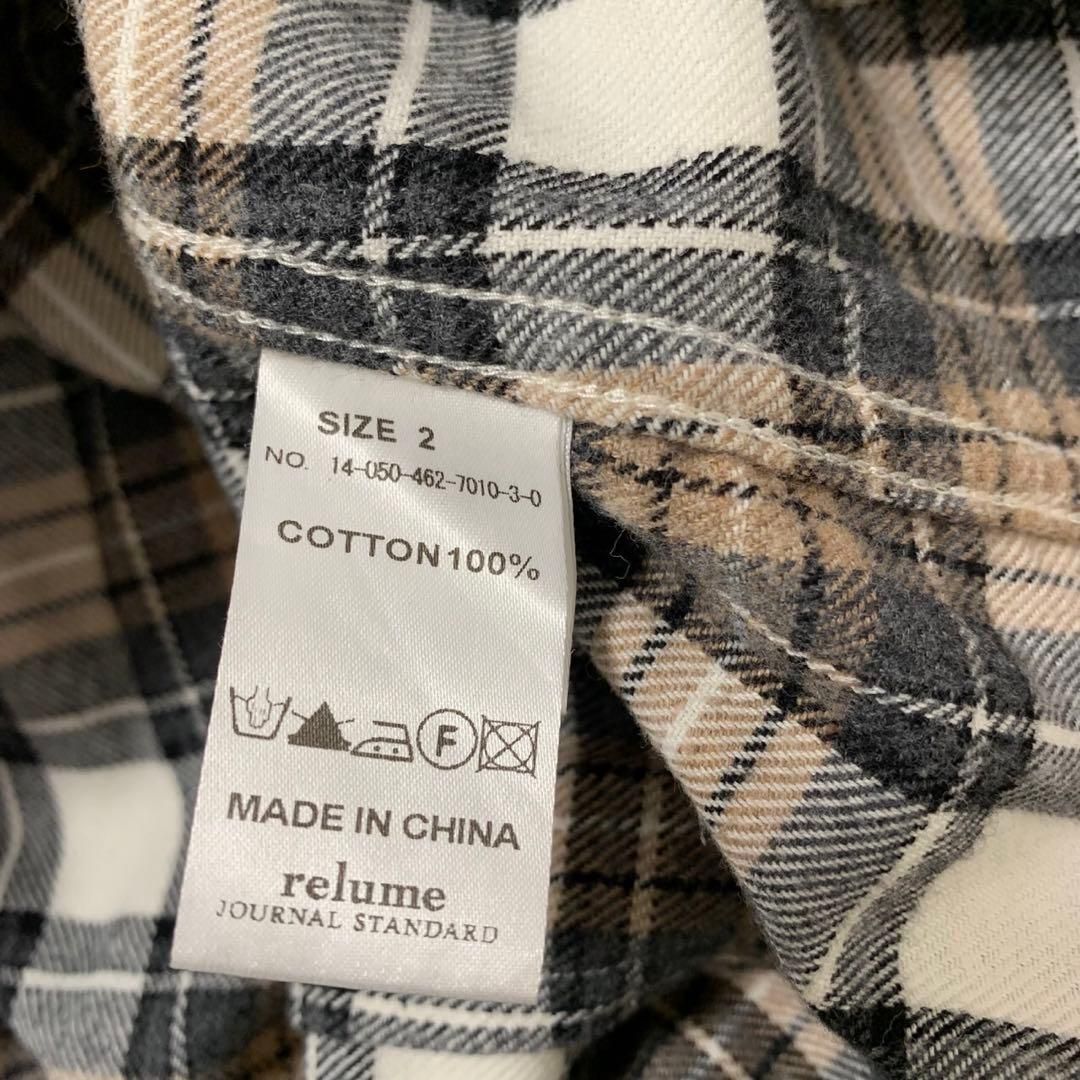 SIZE 2
NO. 14-050-462-7010-3-0
COTTON100%
F
MADE IN CHINA
relume
JOURNAL STANDARD